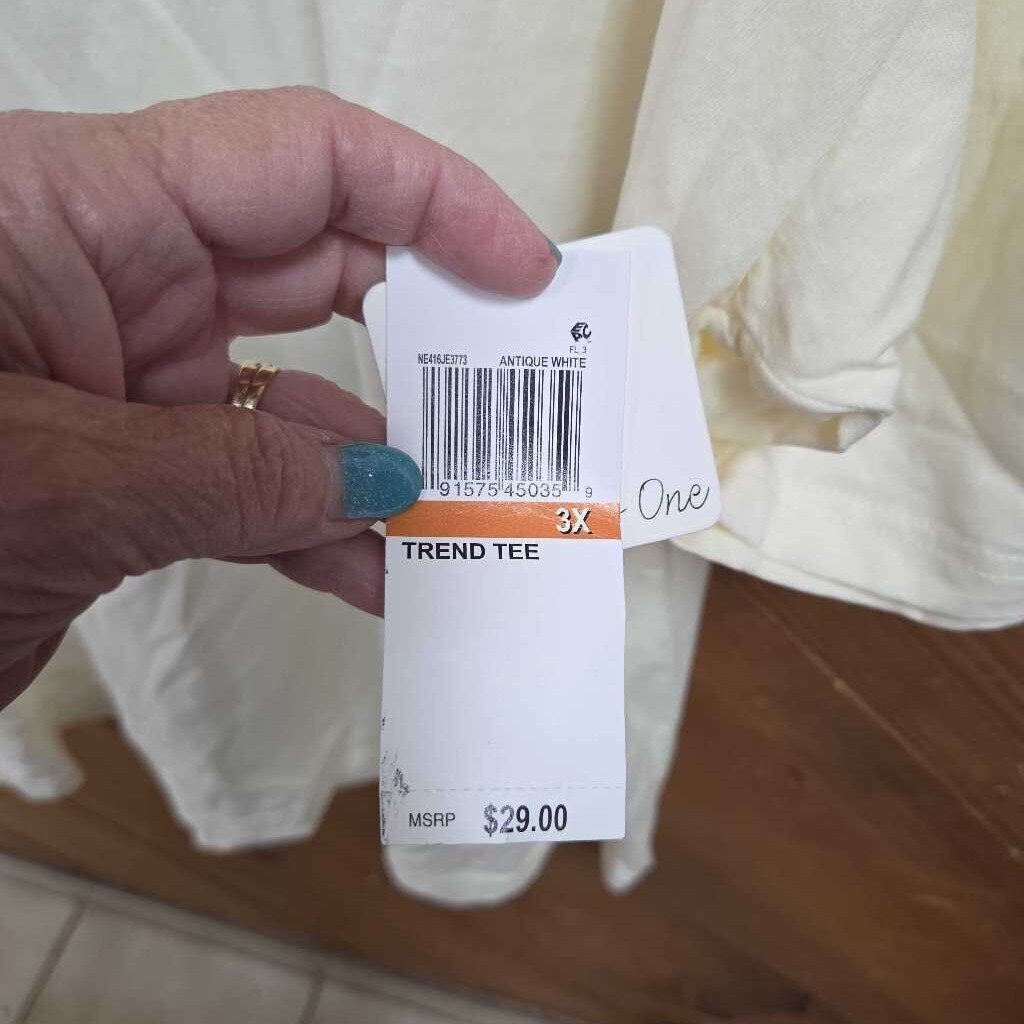 FL 3
NE416JE3773 ANTIQUE WHITE
91575 45035 9
One
3X
TREND TEE
MSRP $29.00